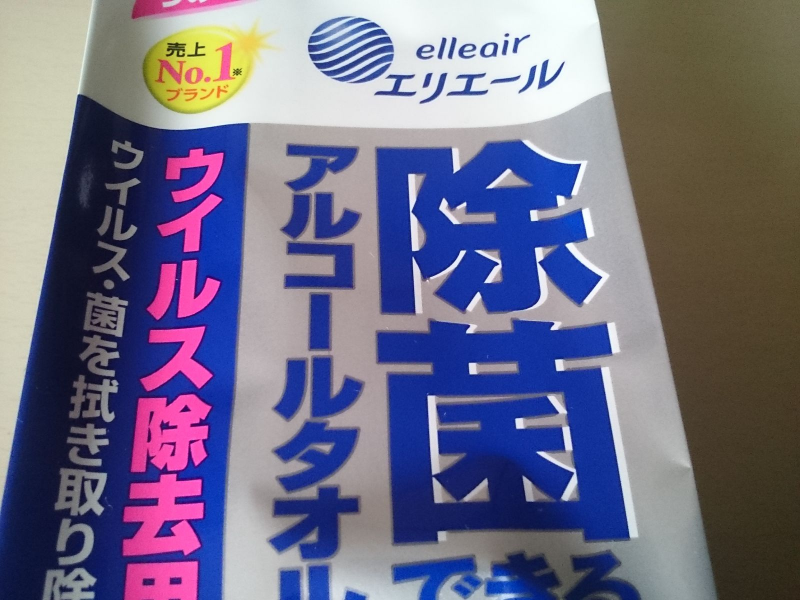 売上
No.1※
ブランド
elleair
エリエール
除菌できる
アルコールタオル
ウイルス除去用
ウイルス・菌を拭き取り除